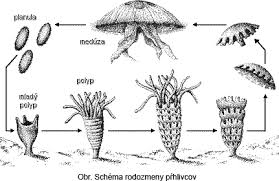 planula
medúza
polyp
mladý
polyp
Obr. Schéma rodozmeny pŕhlivcov